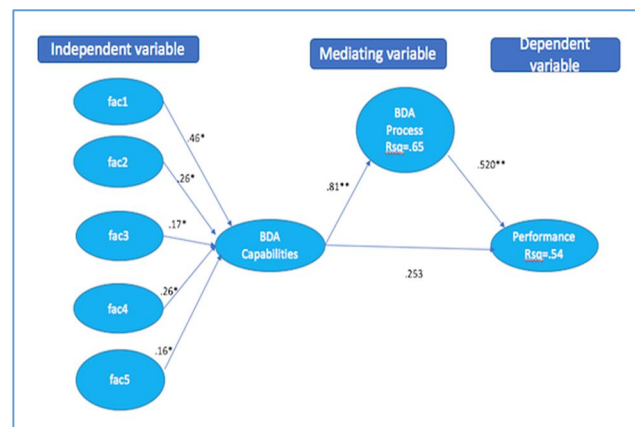 Independent variable
Mediating variable
Dependent
variable
fac1
fac2
fac3
fac4
fac5
.46*
.26*
.17*
.26*
.16*
BDA
Capabilities
.81**
BDA
Process
Rsq=.65
.520**
.253
Performance
Rsq=.54